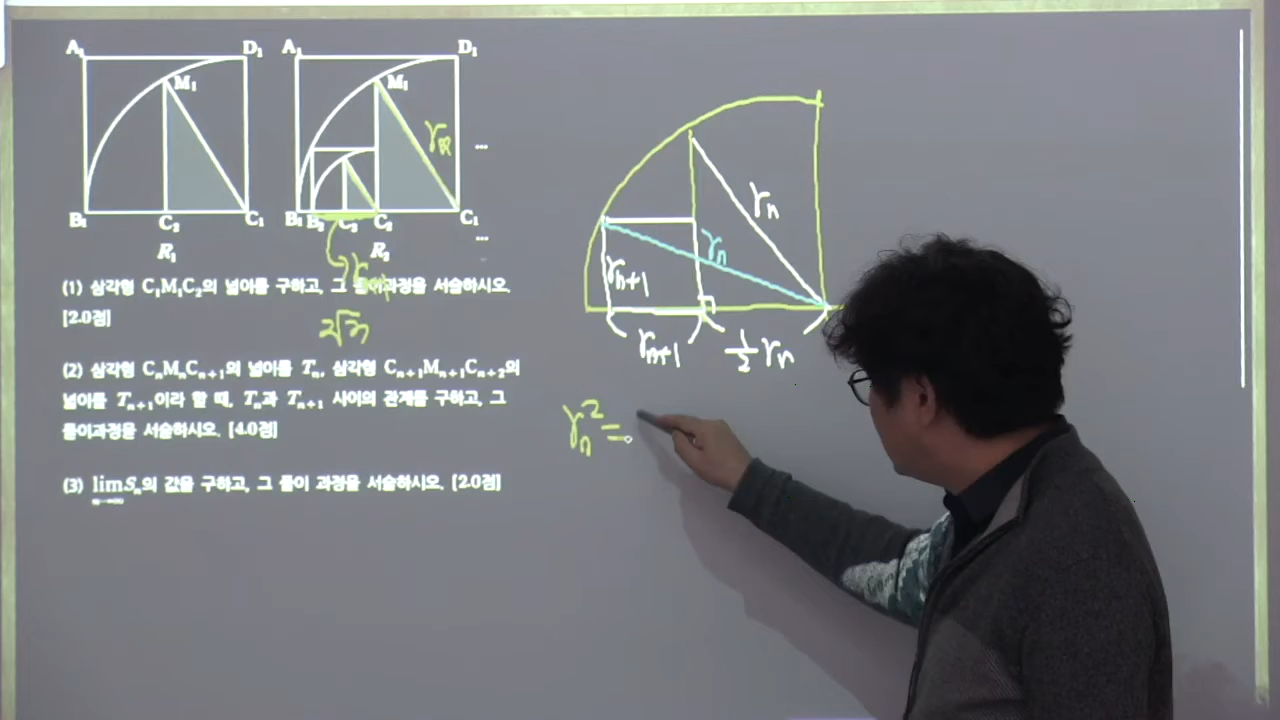 A₁ D₁ A₁ D₁
M₁ M₁
rₙ
... 
B₁ C₂ C₁ B₁ B₂ C₃ C₂ C₁
R₁ R₂ ...
(1) 삼각형 C₁M₁C₂의 넓이를 구하고, 그 풀이과정을 서술하시오.
[2.0점]
(2) 삼각형 CₙMₙCₙ₊₁의 넓이를 Tₙ, 삼각형 Cₙ₊₁Mₙ₊₁Cₙ₊₂의
넓이를 Tₙ₊₁이라 할 때, Tₙ과 Tₙ₊₁ 사이의 관계를 구하고, 그
풀이과정을 서술하시오. [4.0점]
(3) lim Sₙ의 값을 구하고, 그 풀이 과정을 서술하시오. [2.0점]
n→∞
rₙ
rₙ
rₙ₊₁
rₙ₊₁ ½rₙ
rₙ² =